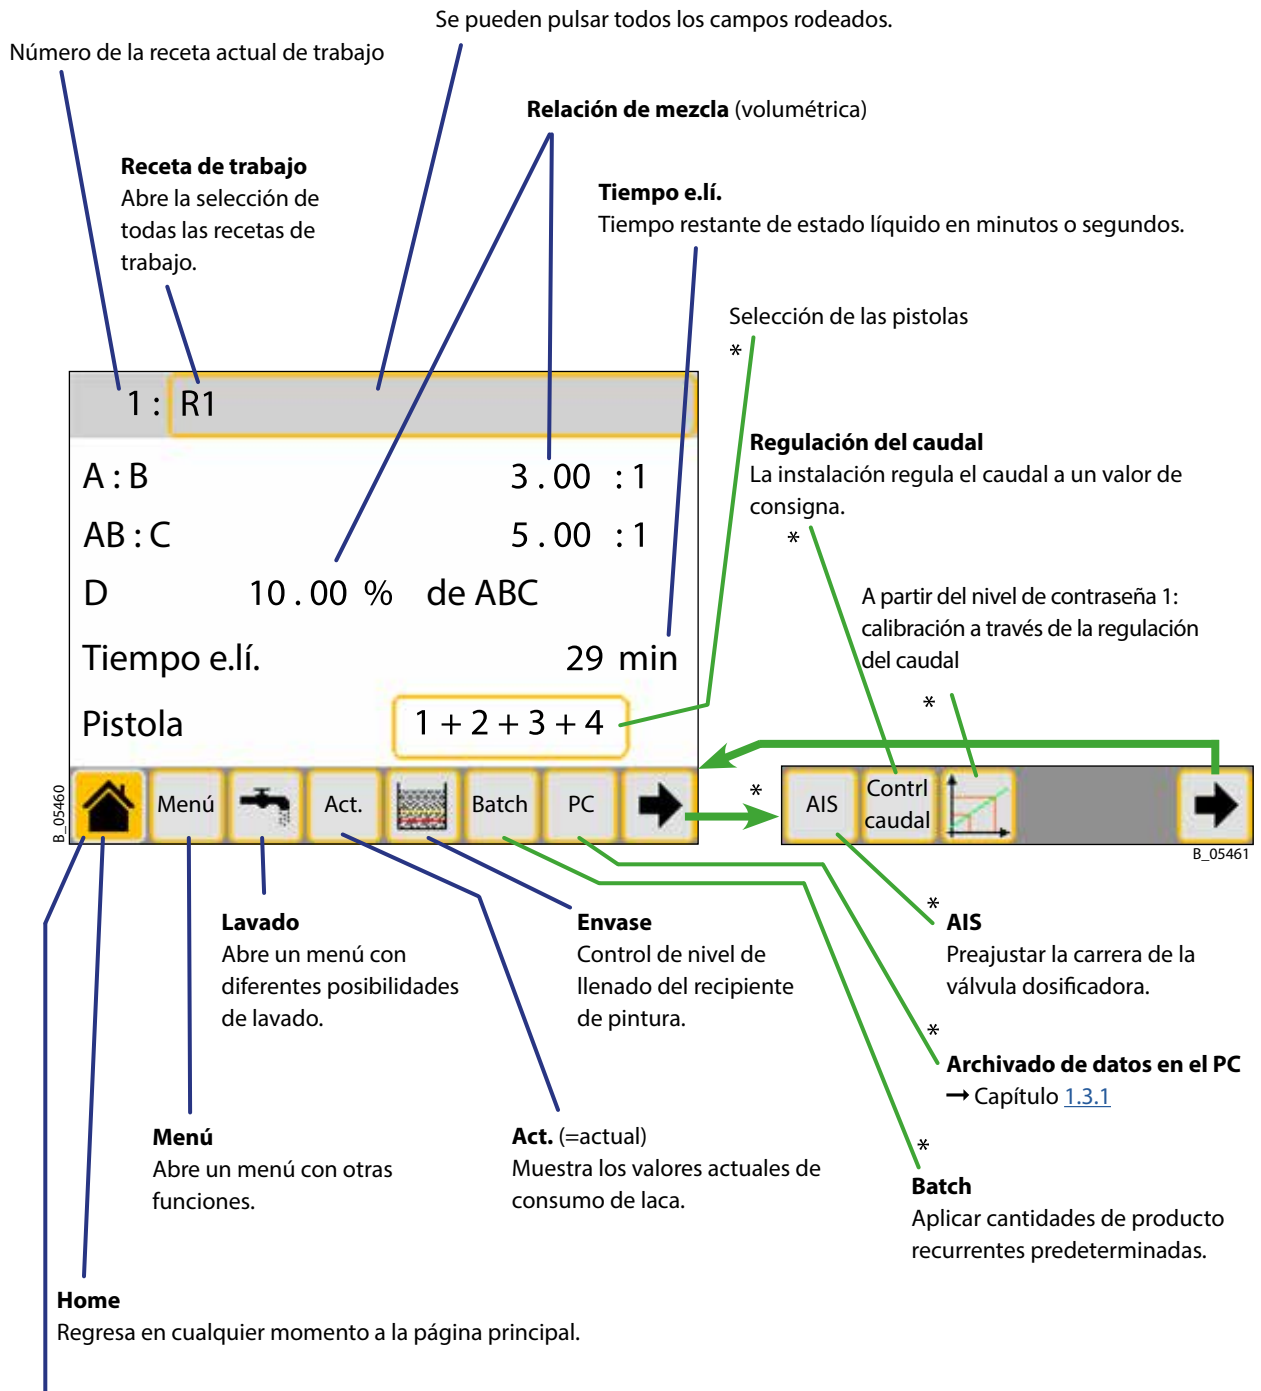 Se pueden pulsar todos los campos rodeados.
Número de la receta actual de trabajo
Relación de mezcla (volumétrica)
Receta de trabajo
Abre la selección de
todas las recetas de
trabajo.
Tiempo e.lí.
Tiempo restante de estado líquido en minutos o segundos.
Selección de las pistolas
*
1 : R1
Regulación del caudal
La instalación regula el caudal a un valor de
consigna.
*
A : B 3 . 00 : 1
AB : C 5 . 00 : 1
D 10 . 00 % de ABC
A partir del nivel de contraseña 1:
calibración a través de la regulación
del caudal
*
Tiempo e.lí. 29 min
Pistola 1 + 2 + 3 + 4
B_05460
Menú Act. Batch PC
*
AIS Contrl
caudal
B_05461
Lavado
Abre un menú con
diferentes posibilidades
de lavado.
Envase
Control de nivel de
llenado del recipiente
de pintura.
*
AIS
Preajustar la carrera de la
válvula dosificadora.
*
Archivado de datos en el PC
➞ Capítulo 1.3.1
Menú
Abre un menú con otras
funciones.
Act. (=actual)
Muestra los valores actuales de
consumo de laca.
*
Batch
Aplicar cantidades de producto
recurrentes predeterminadas.
Home
Regresa en cualquier momento a la página principal.